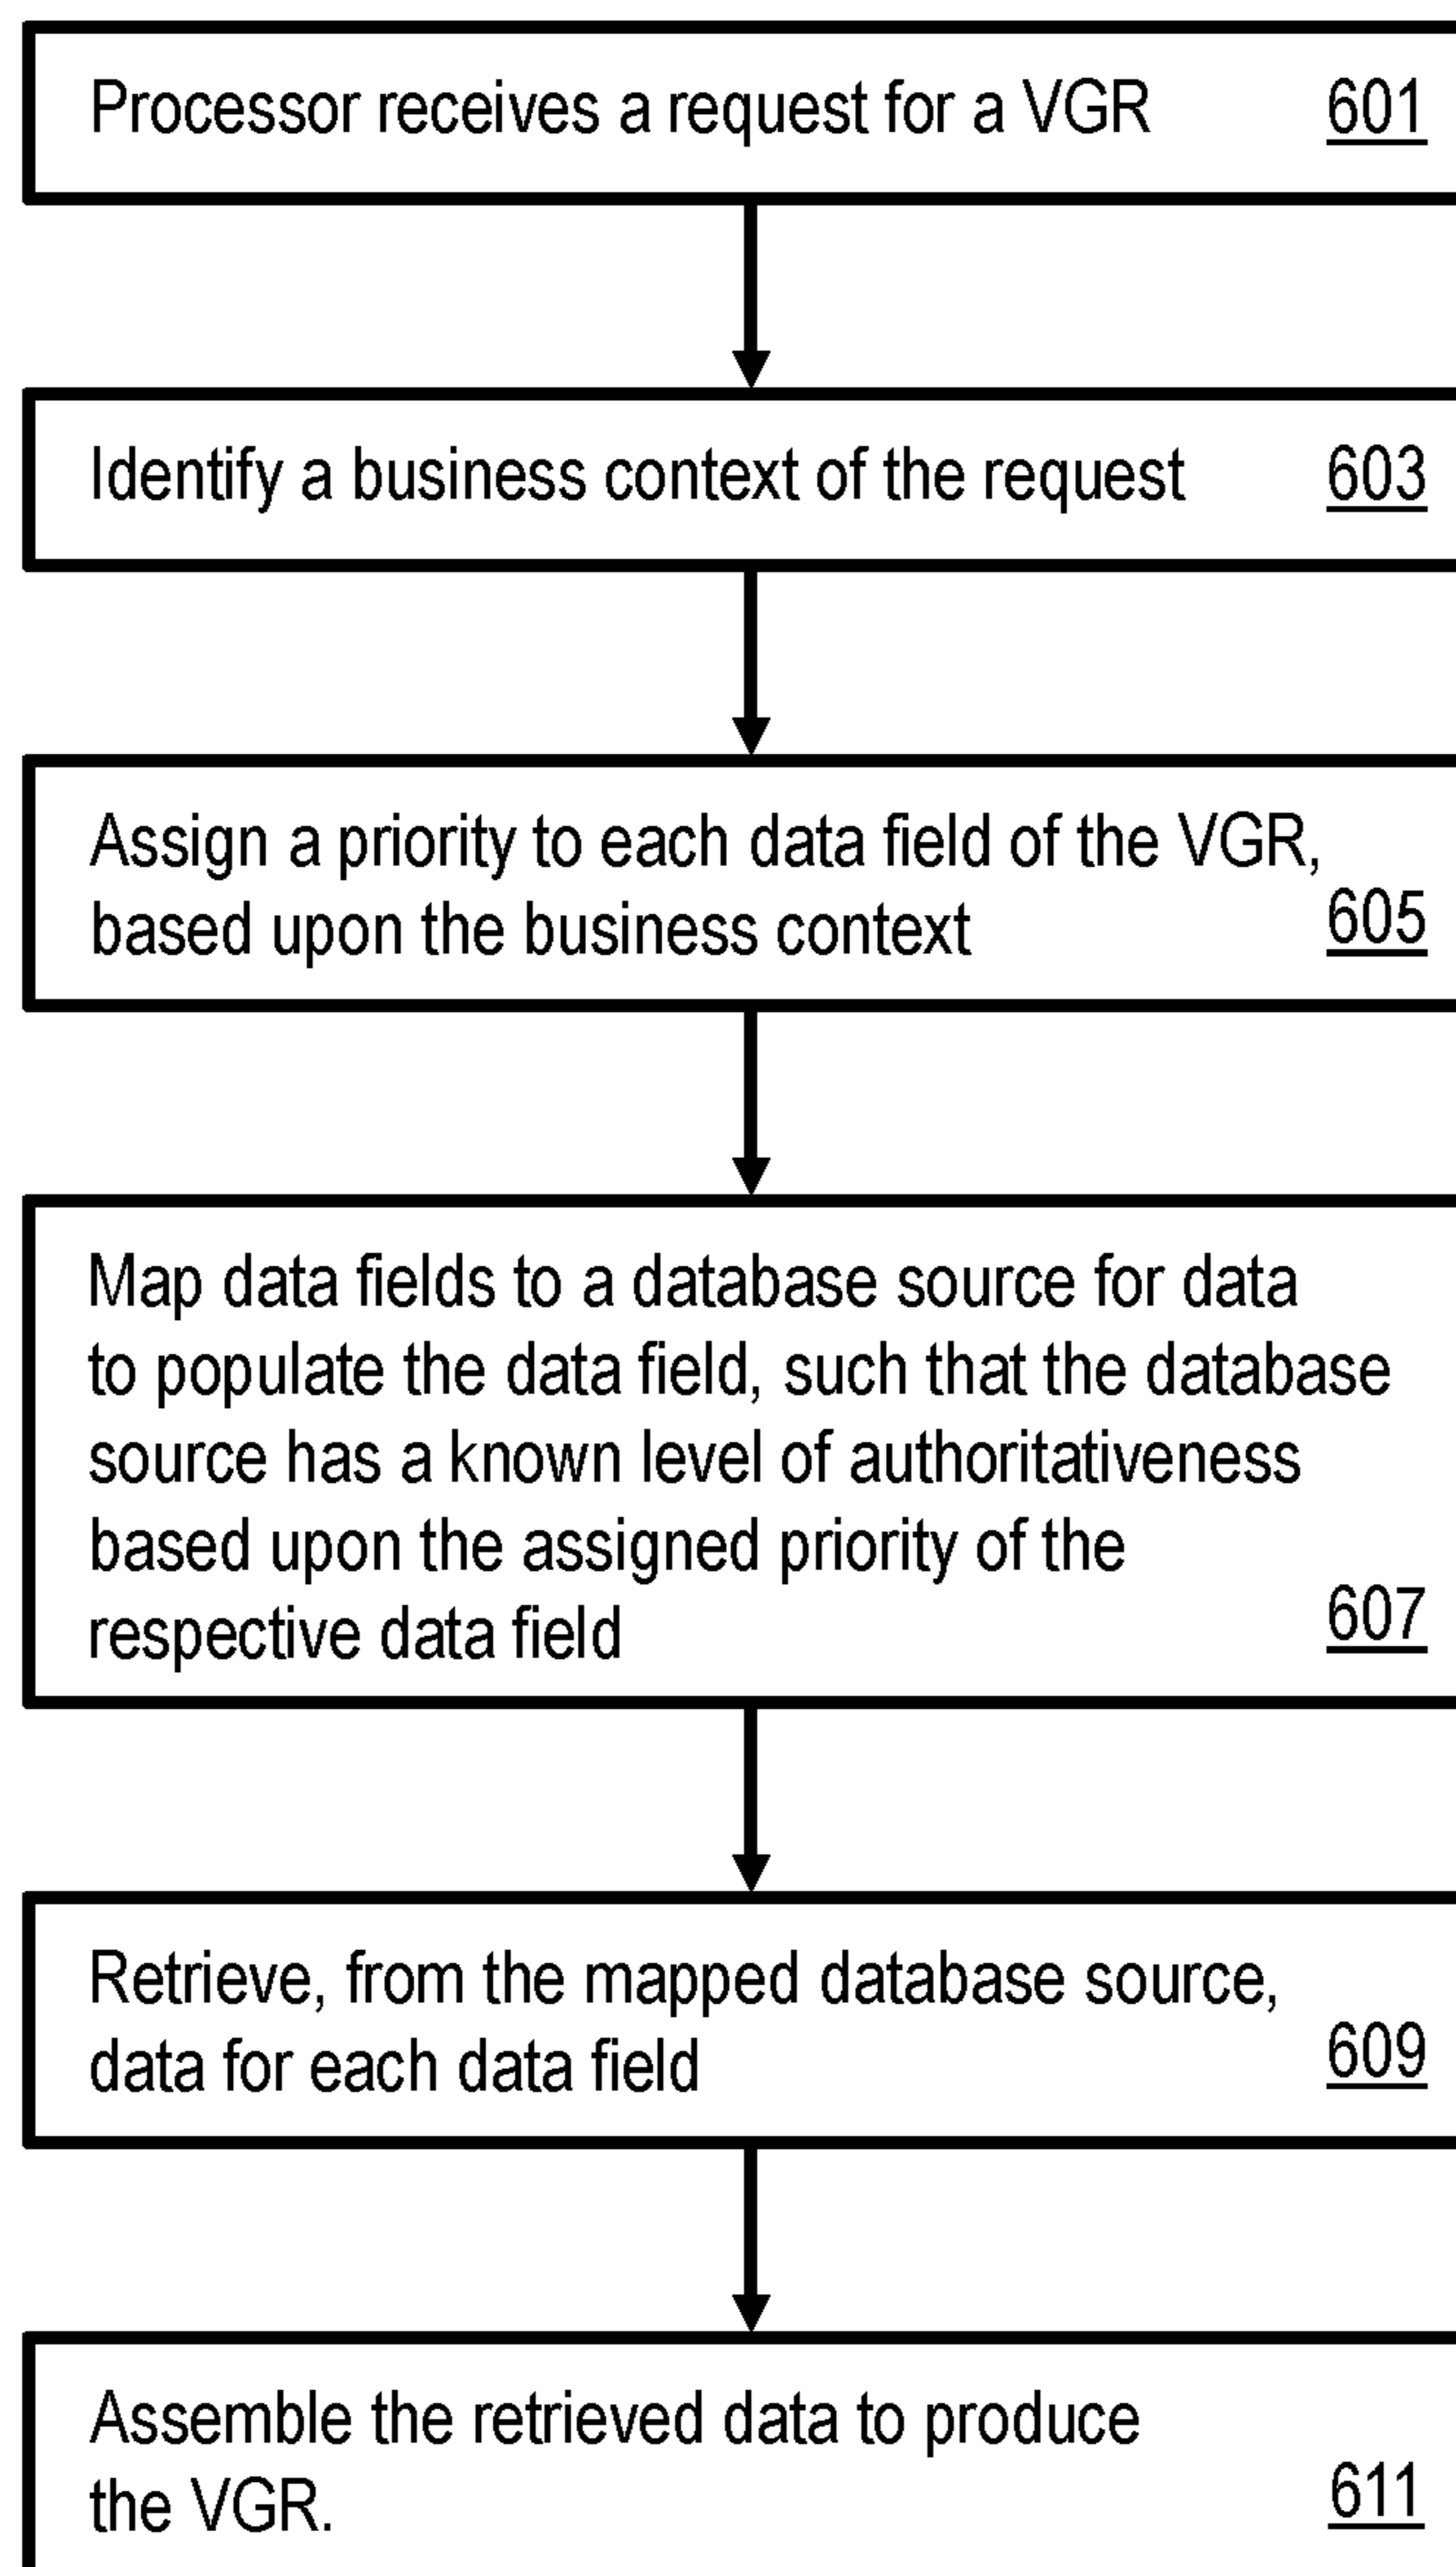 Processor receives a request for a VGR 601
Identify a business context of the request 603
Assign a priority to each data field of the VGR,
based upon the business context 605
Map data fields to a database source for data
to populate the data field, such that the database
source has a known level of authoritativeness
based upon the assigned priority of the
respective data field 607
Retrieve, from the mapped database source,
data for each data field 609
Assemble the retrieved data to produce
the VGR. 611